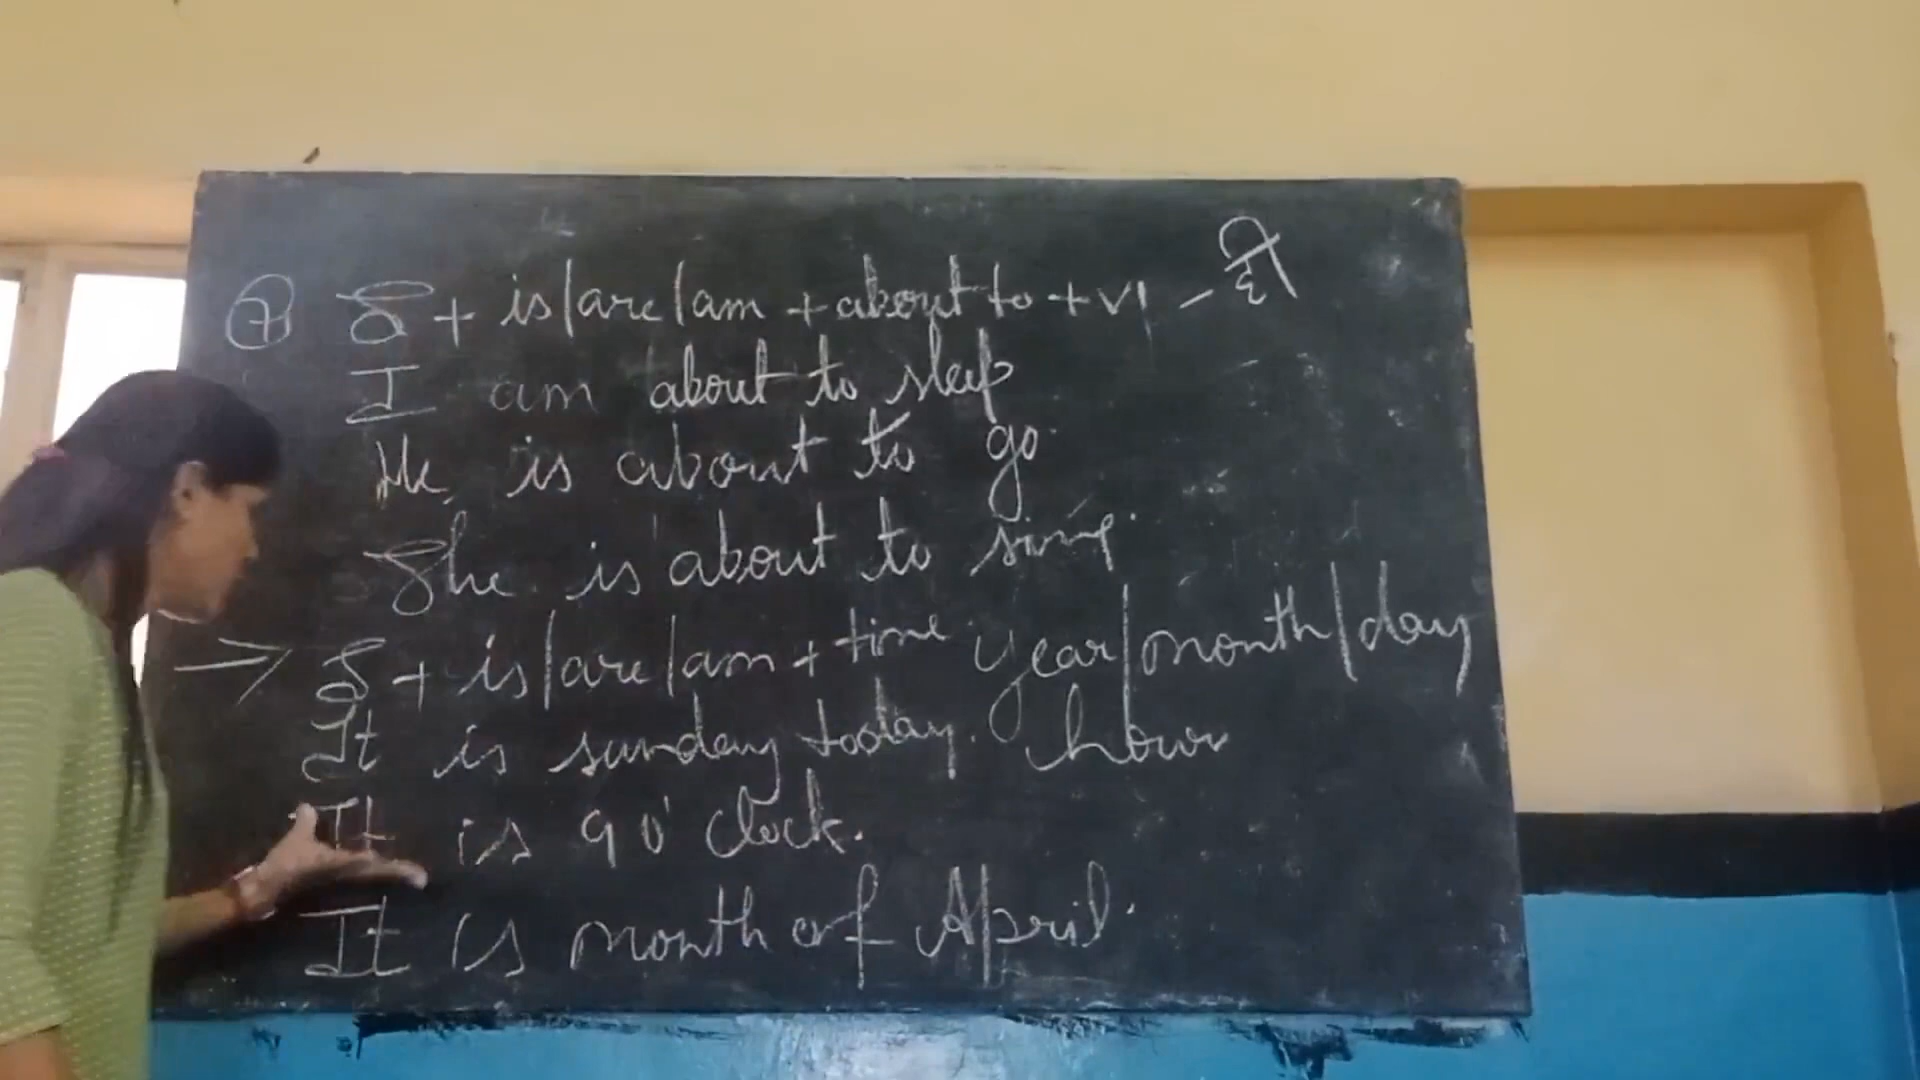 7 S + is/are/am + about to + V1 - ही
I am about to sleep
He is about to go.
She is about to sing.
→ S + is/are/am + time year/month/day
hour
It is sunday today.
It is 9 o'clock.
It is month of April.